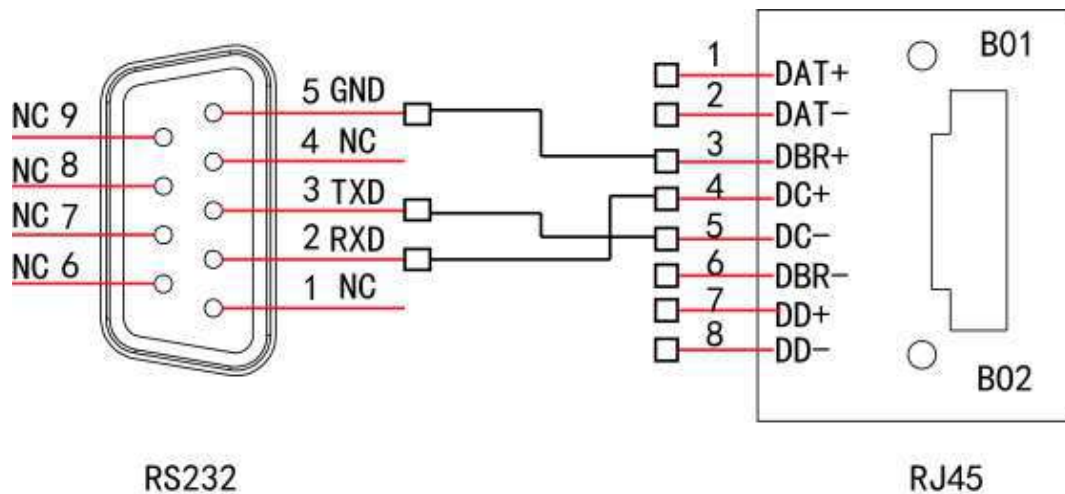 NC 9
NC 8
NC 7
NC 6
5 GND
4 NC
3 TXD
2 RXD
1 NC
RS232
1 DAT+
2 DAT-
3 DBR+
4 DC+
5 DC-
6 DBR-
7 DD+
8 DD-
B01
B02
RJ45